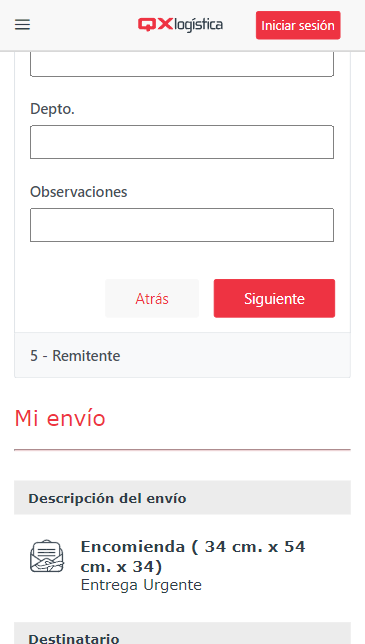 QX logística
Iniciar sesión
Depto.
Observaciones
Atrás
Siguiente
5 - Remitente
Mi envío
Descripción del envío
Encomienda ( 34 cm. x 54
cm. x 34)
Entrega Urgente
Destinatario